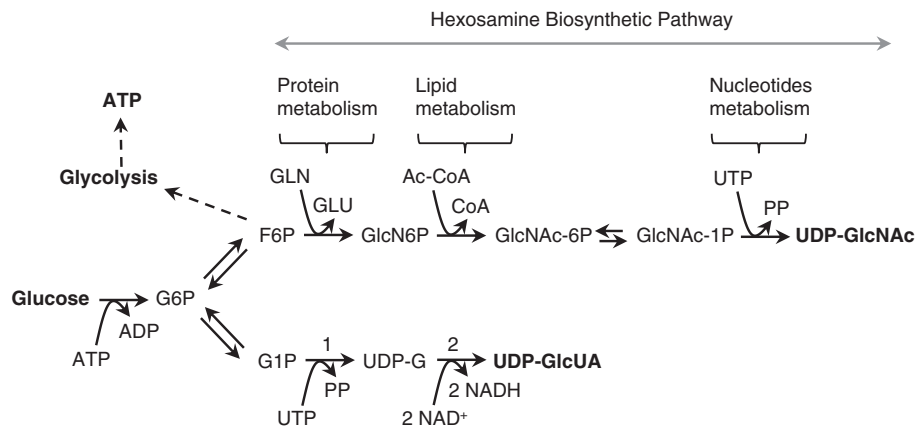 Hexosamine Biosynthetic Pathway
Protein metabolism
Lipid metabolism
Nucleotides metabolism
ATP
Glycolysis
GLN
GLU
Ac-CoA
CoA
UTP
PP
F6P
GlcN6P
GlcNAc-6P
GlcNAc-1P
UDP-GlcNAc
Glucose
G6P
ATP
ADP
G1P
1
UDP-G
2
UDP-GlcUA
UTP
PP
2 NAD⁺
2 NADH